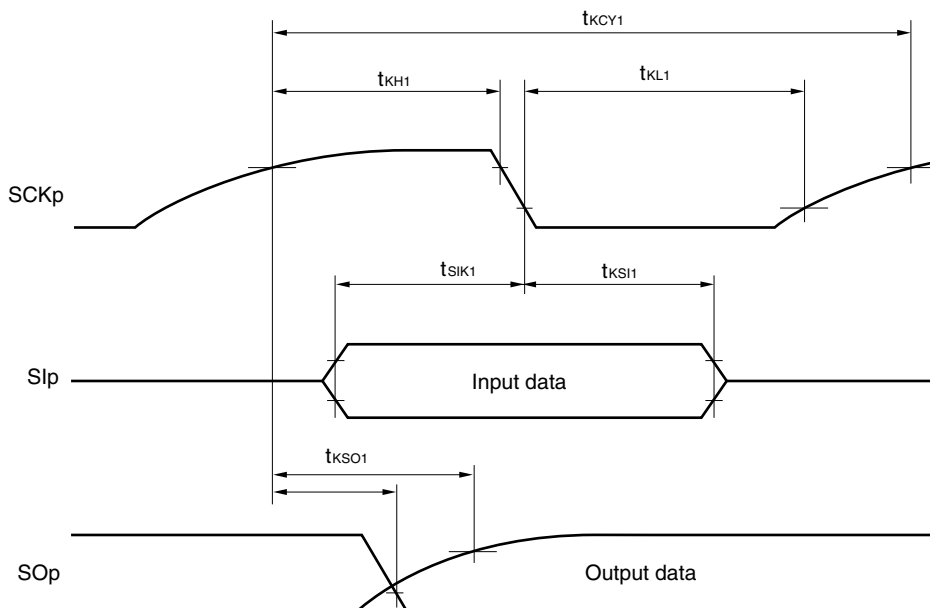 tKCY1
tKH1
tKL1
SCKp
tSIK1
tKSI1
SIp
Input data
tKSO1
SOp
Output data